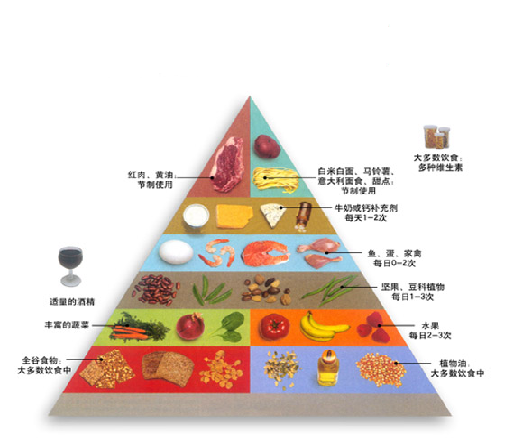 大多数饮食：
多种维生素
红肉、黄油：
节制使用
白米白面、马铃薯、
意大利面食、甜点：
节制使用
牛奶或钙补充剂
每天1-2次
鱼、蛋、家禽
每日0-2次
适量的酒精
坚果、豆科植物
每日1-3次
丰富的蔬菜
水果
每日2-3次
全谷食物：
大多数饮食中
植物油：
大多数饮食中